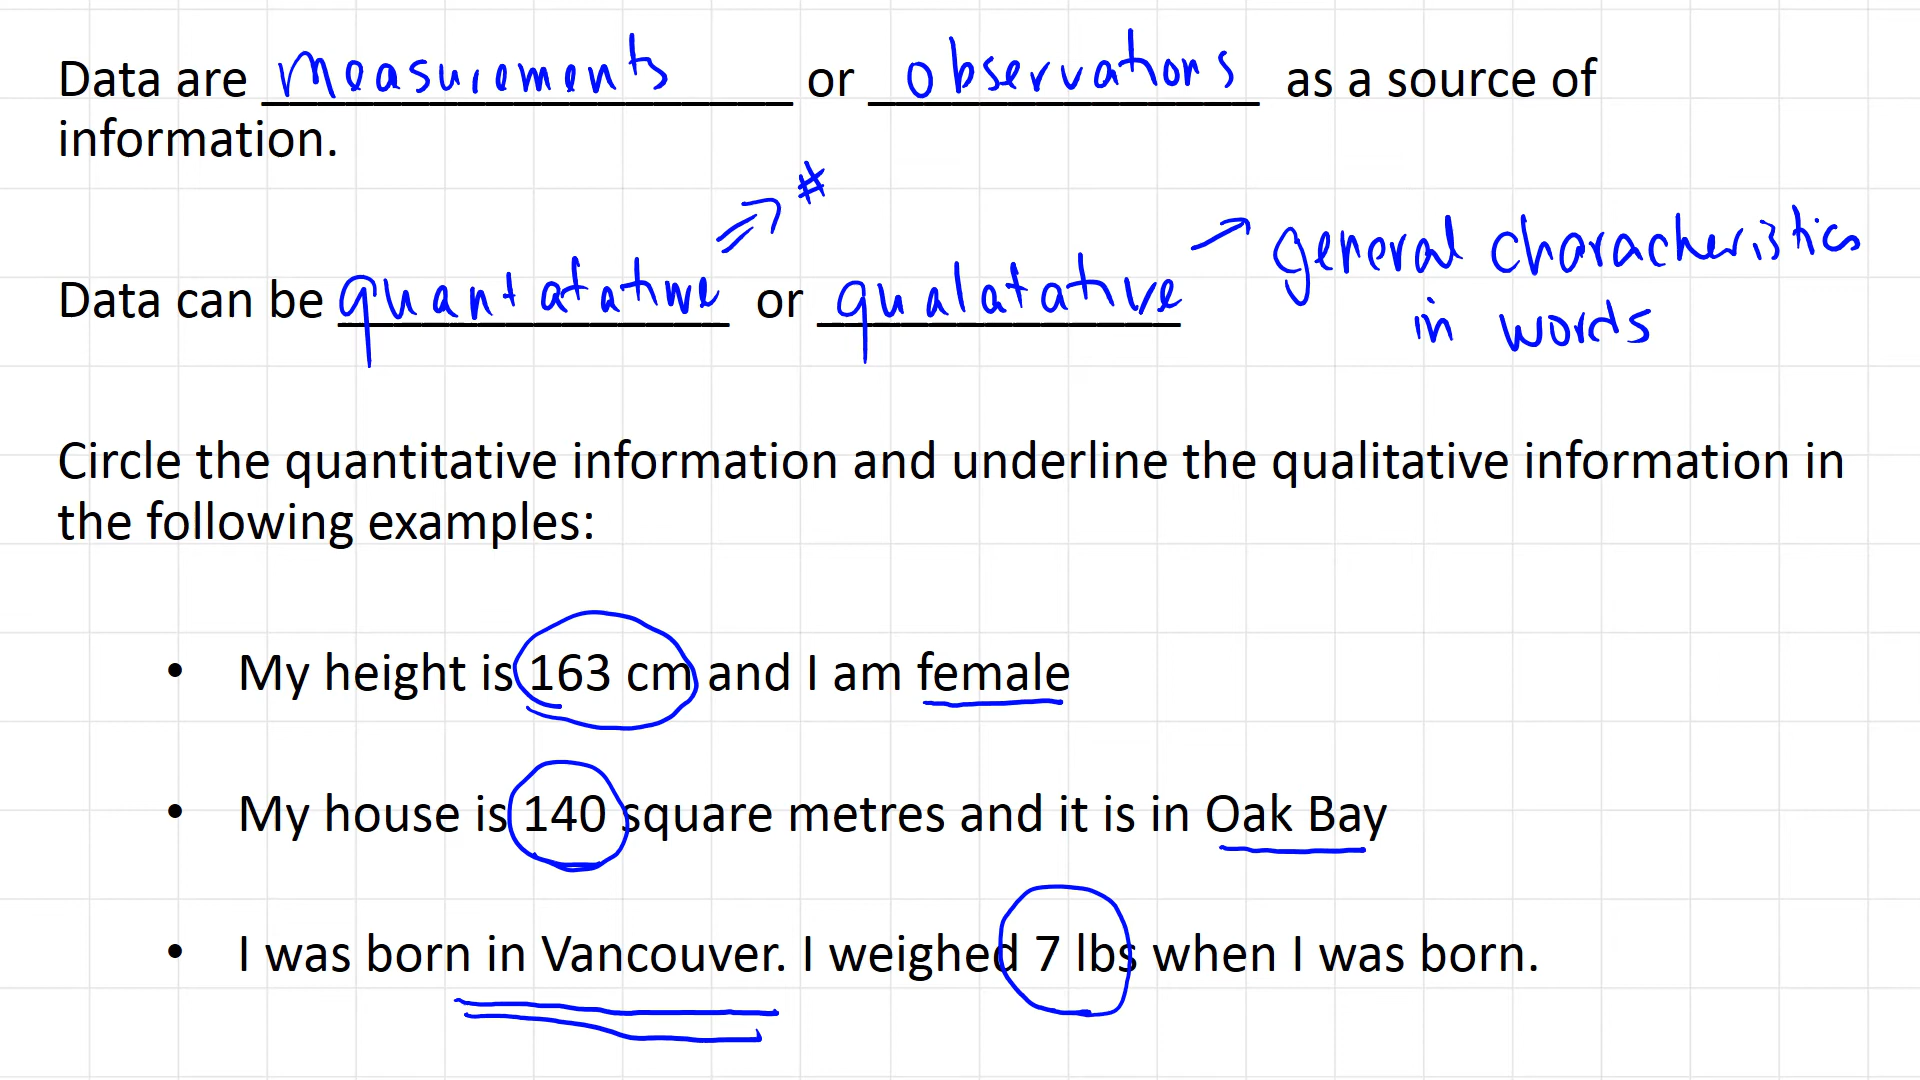 Data are measurements or observations as a source of
information.
#
Data can be quantatative or qualatative
general characteristics
in words
Circle the quantitative information and underline the qualitative information in
the following examples:
• My height is 163 cm and I am female
• My house is 140 square metres and it is in Oak Bay
• I was born in Vancouver. I weighed 7 lbs when I was born.